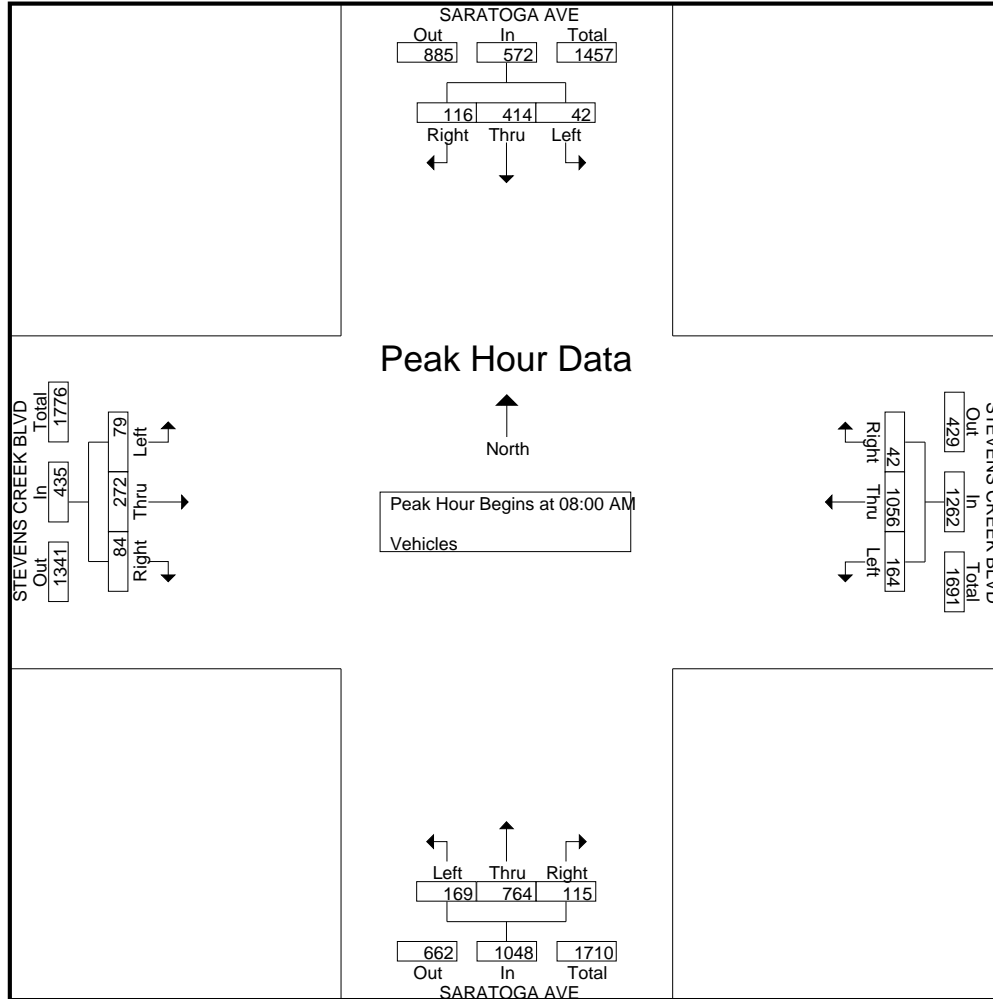 SARATOGA AVE
Out In Total
885 572 1457
116 414 42
Right Thru Left
Peak Hour Data
North
Peak Hour Begins at 08:00 AM
Vehicles
STEVENS CREEK BLVD
Total In Out
1776 435 1341
79 272 84
Left Thru Right
STEVENS CREEK BLVD
Out In Total
429 1262 1691
42 1056 164
Right Thru Left
Left Thru Right
169 764 115
662 1048 1710
Out In Total
SARATOGA AVE